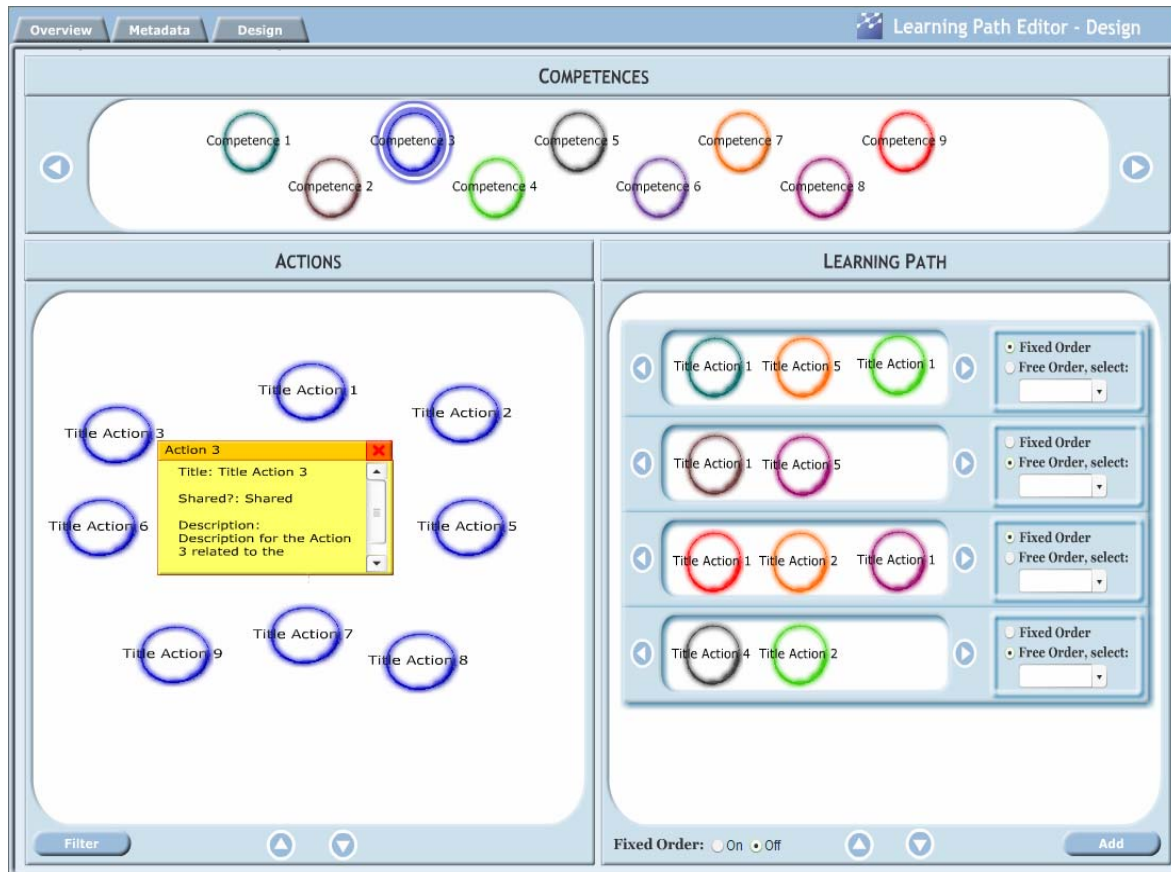 Overview
Metadata
Design
Learning Path Editor - Design
COMPETENCES
Competence 1
Competence 3
Competence 5
Competence 7
Competence 9
Competence 2
Competence 4
Competence 6
Competence 8
ACTIONS
Title Action 1
Title Action 2
Title Action 3
Action 3
Title: Title Action 3
Shared?: Shared
Description:
Description for the Action
3 related to the
Title Action 6
Title Action 5
Title Action 7
Title Action 9
Title Action 8
Filter
LEARNING PATH
Title Action 1
Title Action 5
Title Action 1
Fixed Order
Free Order, select:
Title Action 1
Title Action 5
Fixed Order
Free Order, select:
Title Action 1
Title Action 2
Title Action 1
Fixed Order
Free Order, select:
Title Action 4
Title Action 2
Fixed Order
Free Order, select:
Fixed Order: On Off
Add